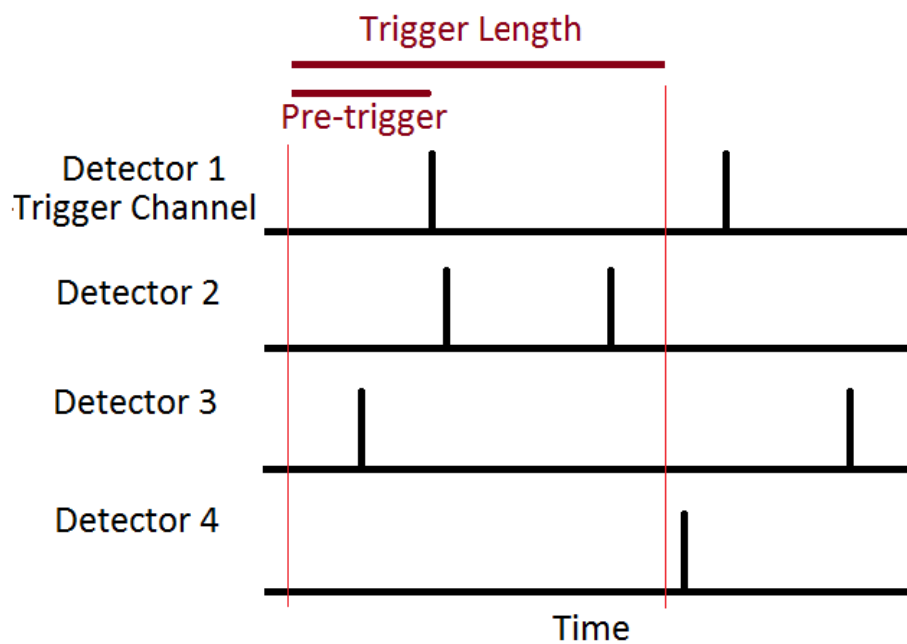 Trigger Length
Pre-trigger
Detector 1
Trigger Channel
Detector 2
Detector 3
Detector 4
Time